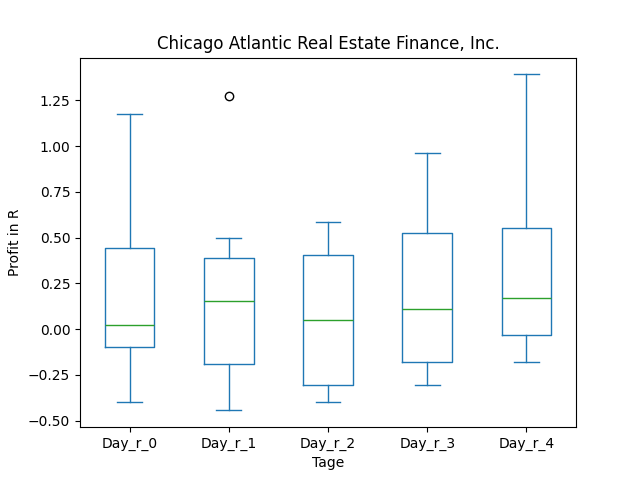 Chicago Atlantic Real Estate Finance, Inc.
Profit in R
1.25
1.00
0.75
0.50
0.25
0.00
−0.25
−0.50
Day_r_0 Day_r_1 Day_r_2 Day_r_3 Day_r_4
Tage